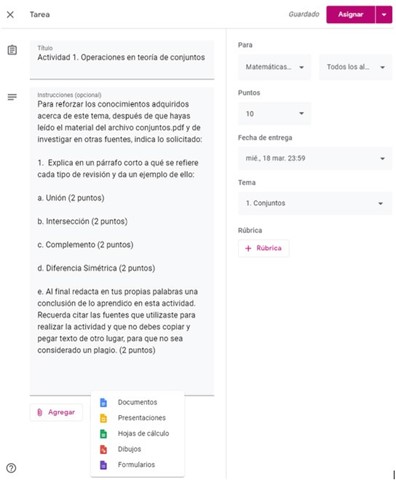 Tarea
Guardado
Asignar
Título
Actividad 1. Operaciones en teoría de conjuntos
Instrucciones (opcional)
Para reforzar los conocimientos adquiridos
acerca de este tema, después de que hayas
leído el material del archivo conjuntos.pdf y de
investigar en otras fuentes, indica lo solicitado:
1. Explica en un párrafo corto a qué se refiere
cada tipo de revisión y da un ejemplo de ello:
a. Unión (2 puntos)
b. Intersección (2 puntos)
c. Complemento (2 puntos)
d. Diferencia Simétrica (2 puntos)
e. Al final redacta en tus propias palabras una
conclusión de lo aprendico en esta actividad.
Recuerda citar las fuentes que utilizaste para
realizar la actividad y que no debes copiar y
pegar texto de otro lugar, para que no sea
considerado un plagio. (2 puntos)
Agregar
Documentos
Presentaciones
Hojas de cálculo
Dibujos
Formularios
Para
Matemáticas...
Todos los al...
Puntos
10
Fecha de entrega
mié., 18 mar. 23:59
Tema
1. Conjuntos
Rúbrica
+ Rúbrica